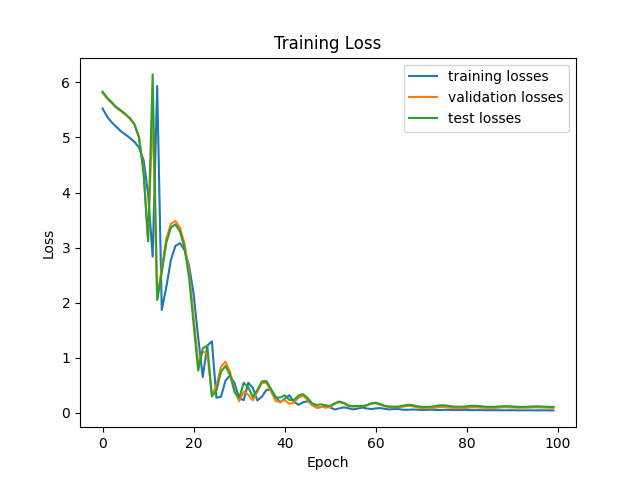 Training Loss
training losses
validation losses
test losses
6
5
4
3
2
1
0
Loss
0 20 40 60 80 100
Epoch